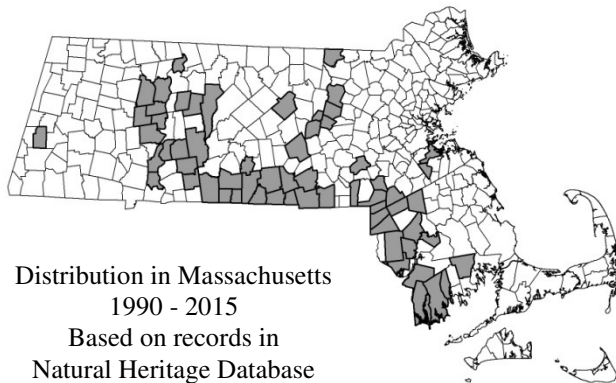 Distribution in Massachusetts
1990 - 2015
Based on records in
Natural Heritage Database